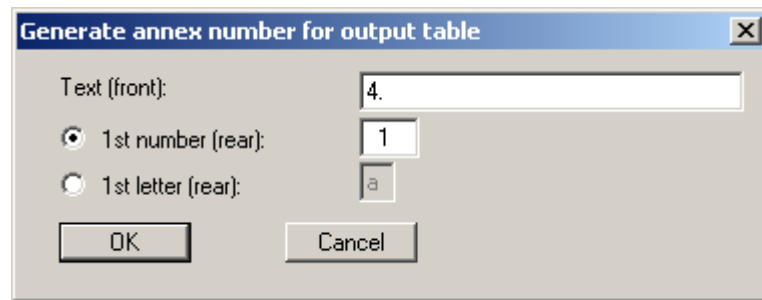 Generate annex number for output table
Text (front): 4.
1st number (rear): 1
1st letter (rear): a
OK Cancel